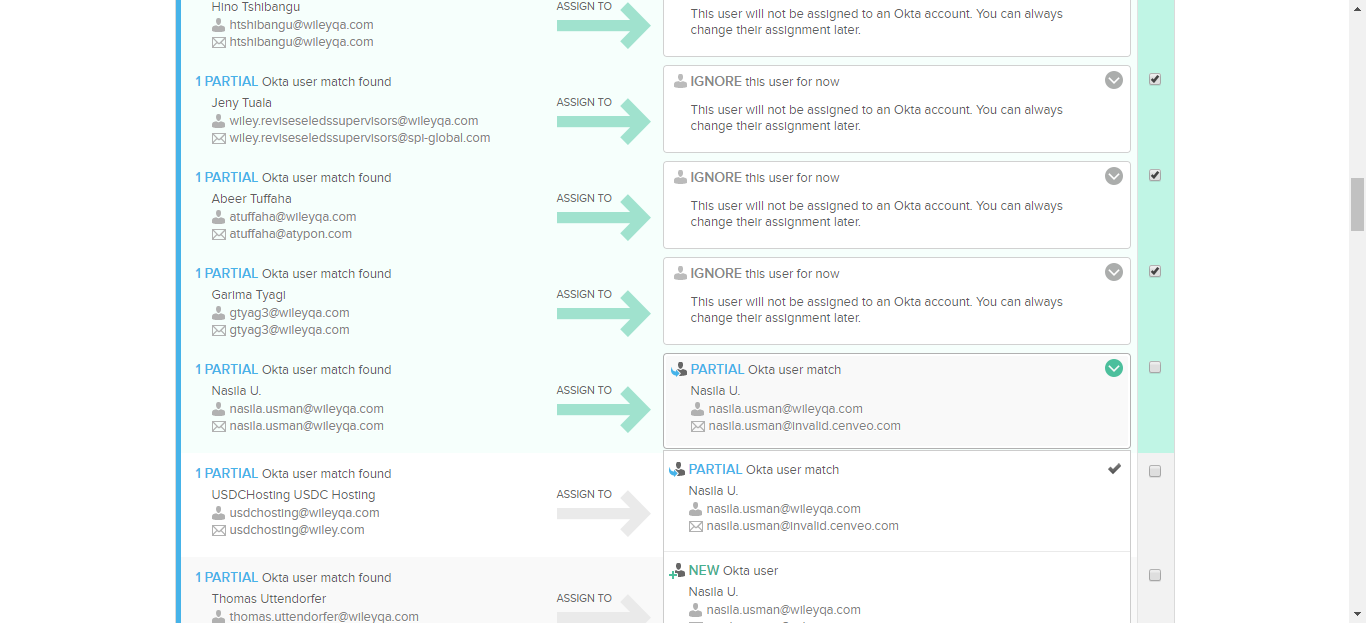 Hino Tshibangu
htshibangu@wileyqa.com
htshibangu@wileyqa.com
ASSIGN TO
This user will not be assigned to an Okta account. You can always
change their assignment later.
1 PARTIAL Okta user match found
Jeny Tuala
wiley.reviseseledssupervisors@wileyqa.com
wiley.reviseseledssupervisors@spi-global.com
ASSIGN TO
IGNORE this user for now
This user will not be assigned to an Okta account. You can always
change their assignment later.
1 PARTIAL Okta user match found
Abeer Tuffaha
atuffaha@wileyqa.com
atuffaha@atypon.com
ASSIGN TO
IGNORE this user for now
This user will not be assigned to an Okta account. You can always
change their assignment later.
1 PARTIAL Okta user match found
Garima Tyagi
gtyag3@wileyqa.com
gtyag3@wileyqa.com
ASSIGN TO
IGNORE this user for now
This user will not be assigned to an Okta account. You can always
change their assignment later.
1 PARTIAL Okta user match found
Nasila U.
nasila.usman@wileyqa.com
nasila.usman@wileyqa.com
ASSIGN TO
PARTIAL Okta user match
Nasila U.
nasila.usman@wileyqa.com
nasila.usman@invalid.cenveo.com
1 PARTIAL Okta user match found
USDCHosting USDC Hosting
usdchosting@wileyqa.com
usdchosting@wiley.com
ASSIGN TO
PARTIAL Okta user match
Nasila U.
nasila.usman@wileyqa.com
nasila.usman@invalid.cenveo.com
1 PARTIAL Okta user match found
Thomas Uttendorfer
thomas.uttendorfer@wileyqa.com
ASSIGN TO
NEW Okta user
Nasila U.
nasila.usman@wileyqa.com